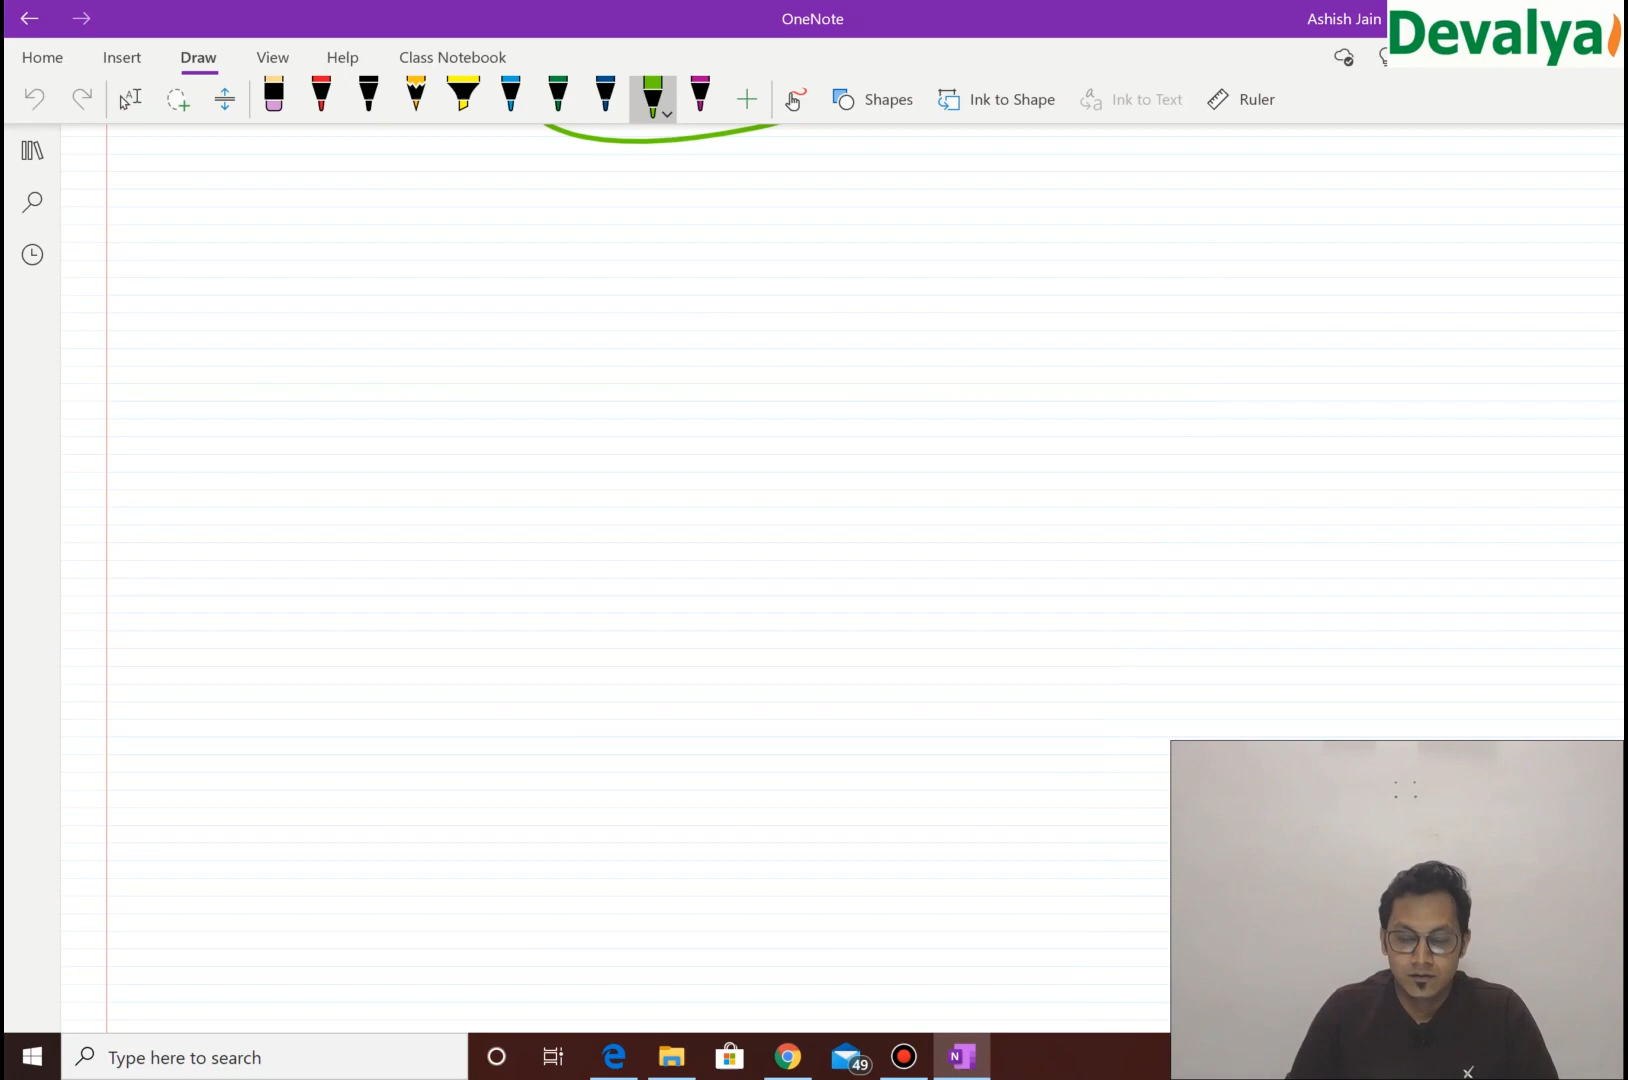 OneNote
Ashish Jain
Devalya
Home Insert Draw View Help Class Notebook
Shapes Ink to Shape Ink to Text Ruler
Type here to search
49
N